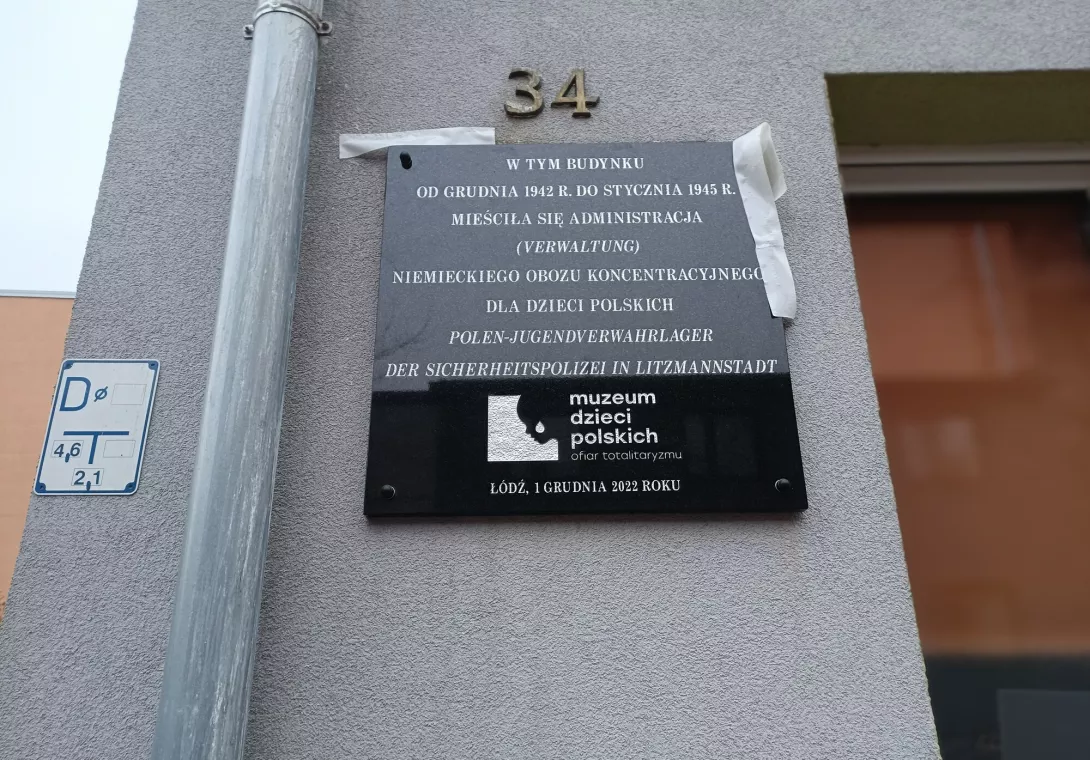 34
W TYM BUDYNKU
OD GRUDNIA 1942 R. DO STYCZNIA 1945 R.
MIEŚCIŁA SIĘ ADMINISTRACJA
(VERWALTUNG)
NIEMIECKIEGO OBOZU KONCENTRACYJNEGO
DLA DZIECI POLSKICH
POLEN-JUGENDVERWAHRLAGER
DER SICHERHEITSPOLIZEI IN LITZMANNSTADT
muzeum
dzieci
polskich
ofiar totalitaryzmu
ŁÓDŹ, 1 GRUDNIA 2022 ROKU
D ø
T
4,6
2,1